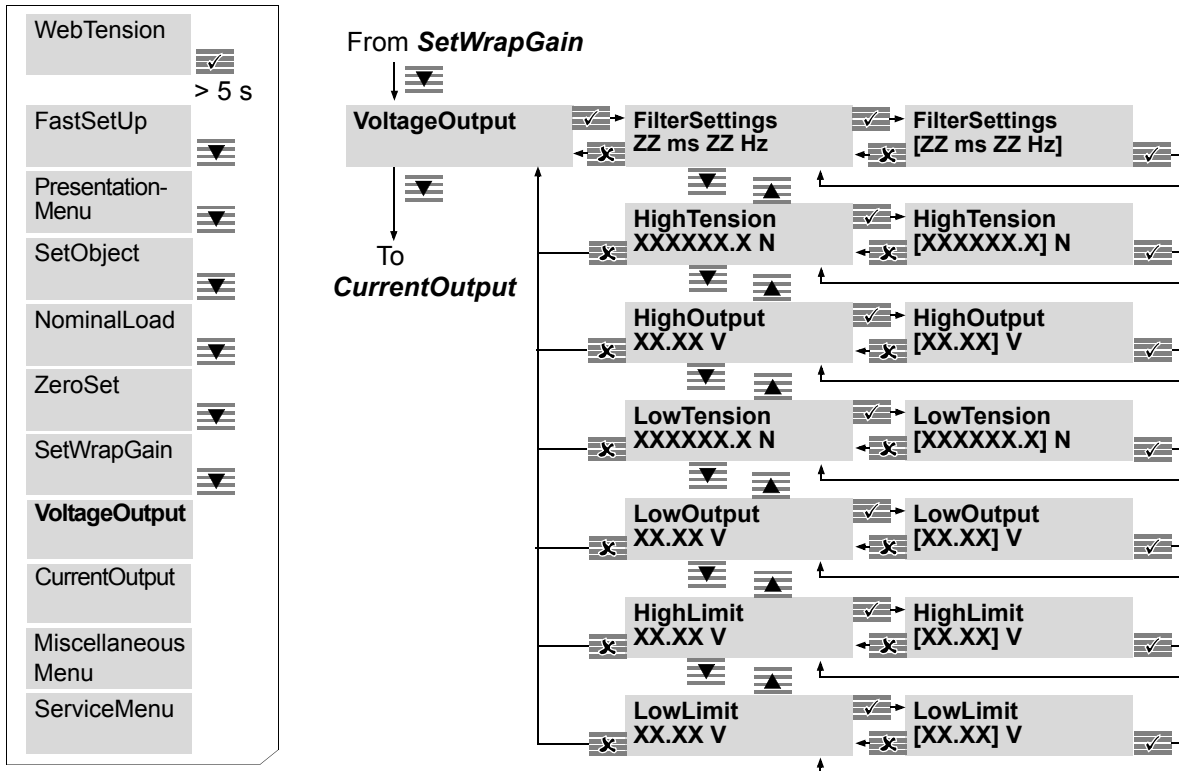 WebTension
> 5 s
FastSetUp
Presentation-
Menu
SetObject
NominalLoad
ZeroSet
SetWrapGain
VoltageOutput
CurrentOutput
Miscellaneous
Menu
ServiceMenu
From SetWrapGain
VoltageOutput
To
CurrentOutput
FilterSettings
ZZ ms ZZ Hz
FilterSettings
[ZZ ms ZZ Hz]
HighTension
XXXXXX.X N
HighTension
[XXXXXX.X] N
HighOutput
XX.XX V
HighOutput
[XX.XX] V
LowTension
XXXXXX.X N
LowTension
[XXXXXX.X] N
LowOutput
XX.XX V
LowOutput
[XX.XX] V
HighLimit
XX.XX V
HighLimit
[XX.XX] V
LowLimit
XX.XX V
LowLimit
[XX.XX] V